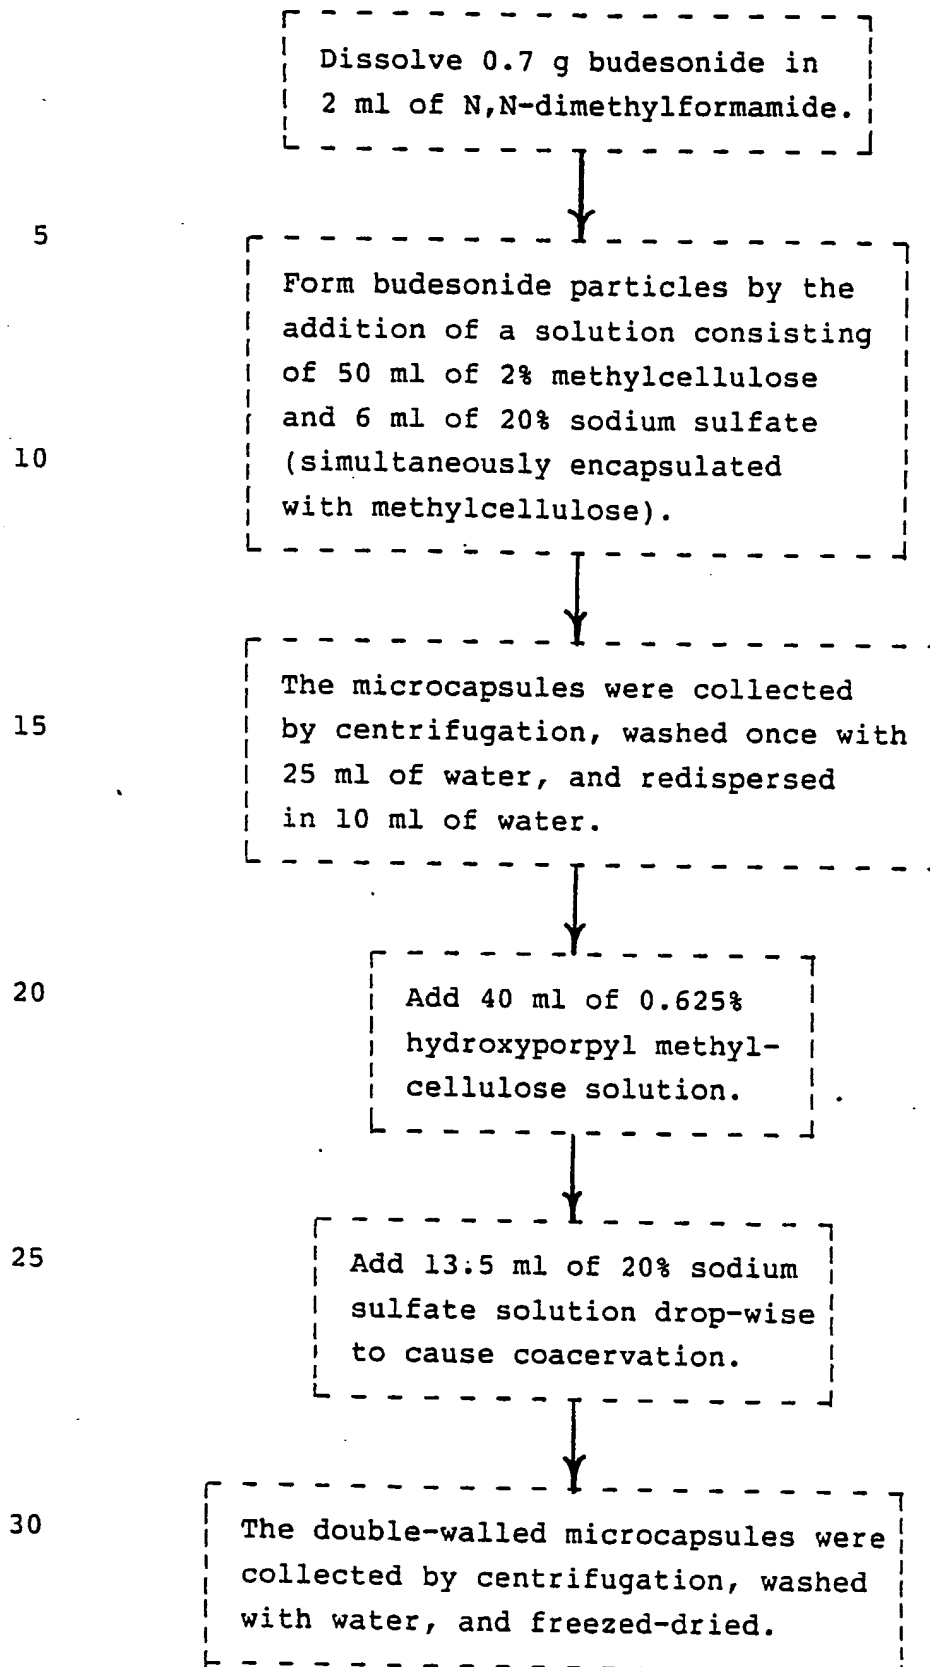 Dissolve 0.7 g budesonide in
2 ml of N,N-dimethylformamide.
5
Form budesonide particles by the
addition of a solution consisting
of 50 ml of 2% methylcellulose
and 6 ml of 20% sodium sulfate
10
(simultaneously encapsulated
with methylcellulose).
The microcapsules were collected
15
by centrifugation, washed once with
25 ml of water, and redispersed
in 10 ml of water.
20
Add 40 ml of 0.625%
hydroxyporpyl methyl-
cellulose solution.
25
Add 13.5 ml of 20% sodium
sulfate solution drop-wise
to cause coacervation.
30
The double-walled microcapsules were
collected by centrifugation, washed
with water, and freezed-dried.